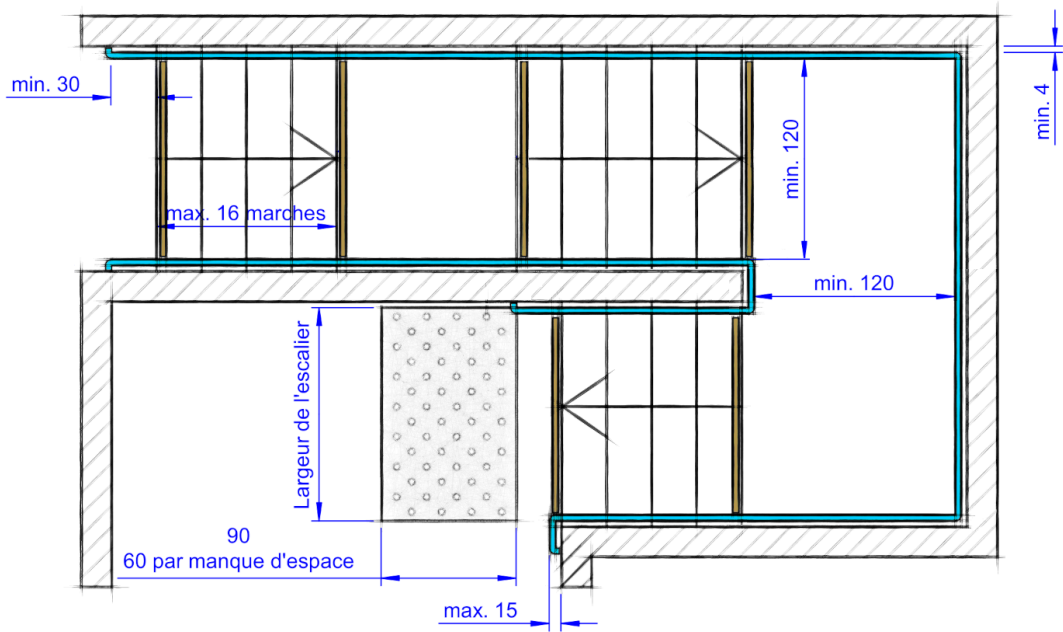 min. 30
min. 4
min. 120
max. 16 marches
min. 120
Largeur de l'escalier
90
60 par manque d'espace
max. 15